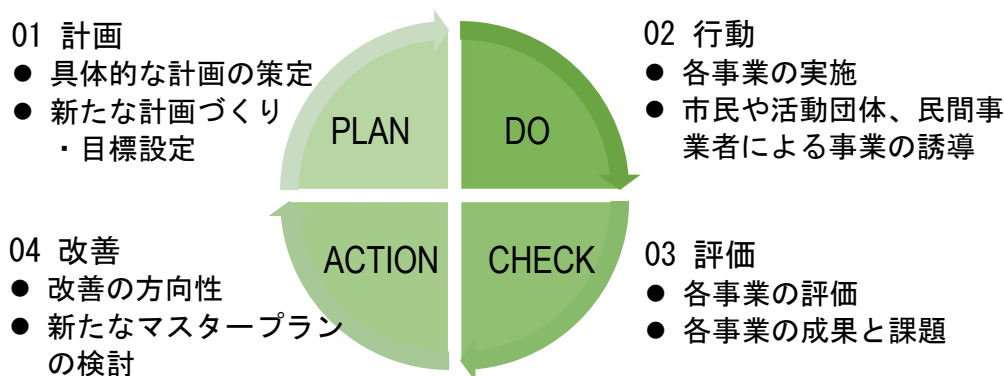 01 計画
● 具体的な計画の策定
● 新たな計画づくり
・目標設定
PLAN
DO
02 行動
● 各事業の実施
● 市民や活動団体、民間事
業者による事業の誘導
04 改善
● 改善の方向性
● 新たなマスタープラン
の検討
ACTION
CHECK
03 評価
● 各事業の評価
● 各事業の成果と課題